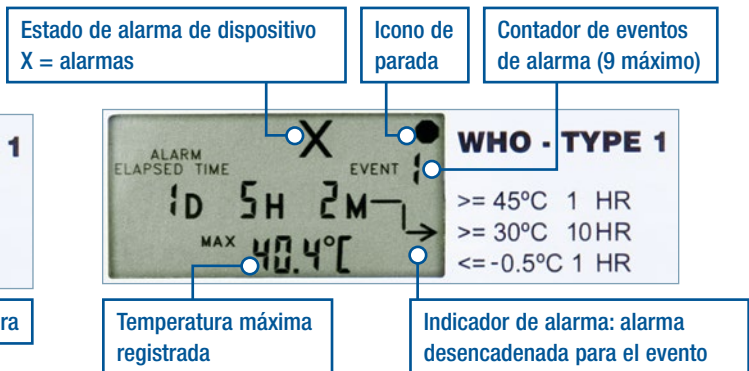 Estado de alarma de dispositivo
X = alarmas
Icono de
parada
Contador de eventos
de alarma (9 máximo)
1
X
ALARM
ELAPSED TIME
EVENT 1
1D 5H 2M
MAX 40.4°C
WHO - TYPE 1
>= 45ºC 1 HR
>= 30ºC 10HR
<= -0.5ºC 1 HR
ra
Temperatura máxima
registrada
Indicador de alarma: alarma
desencadenada para el evento